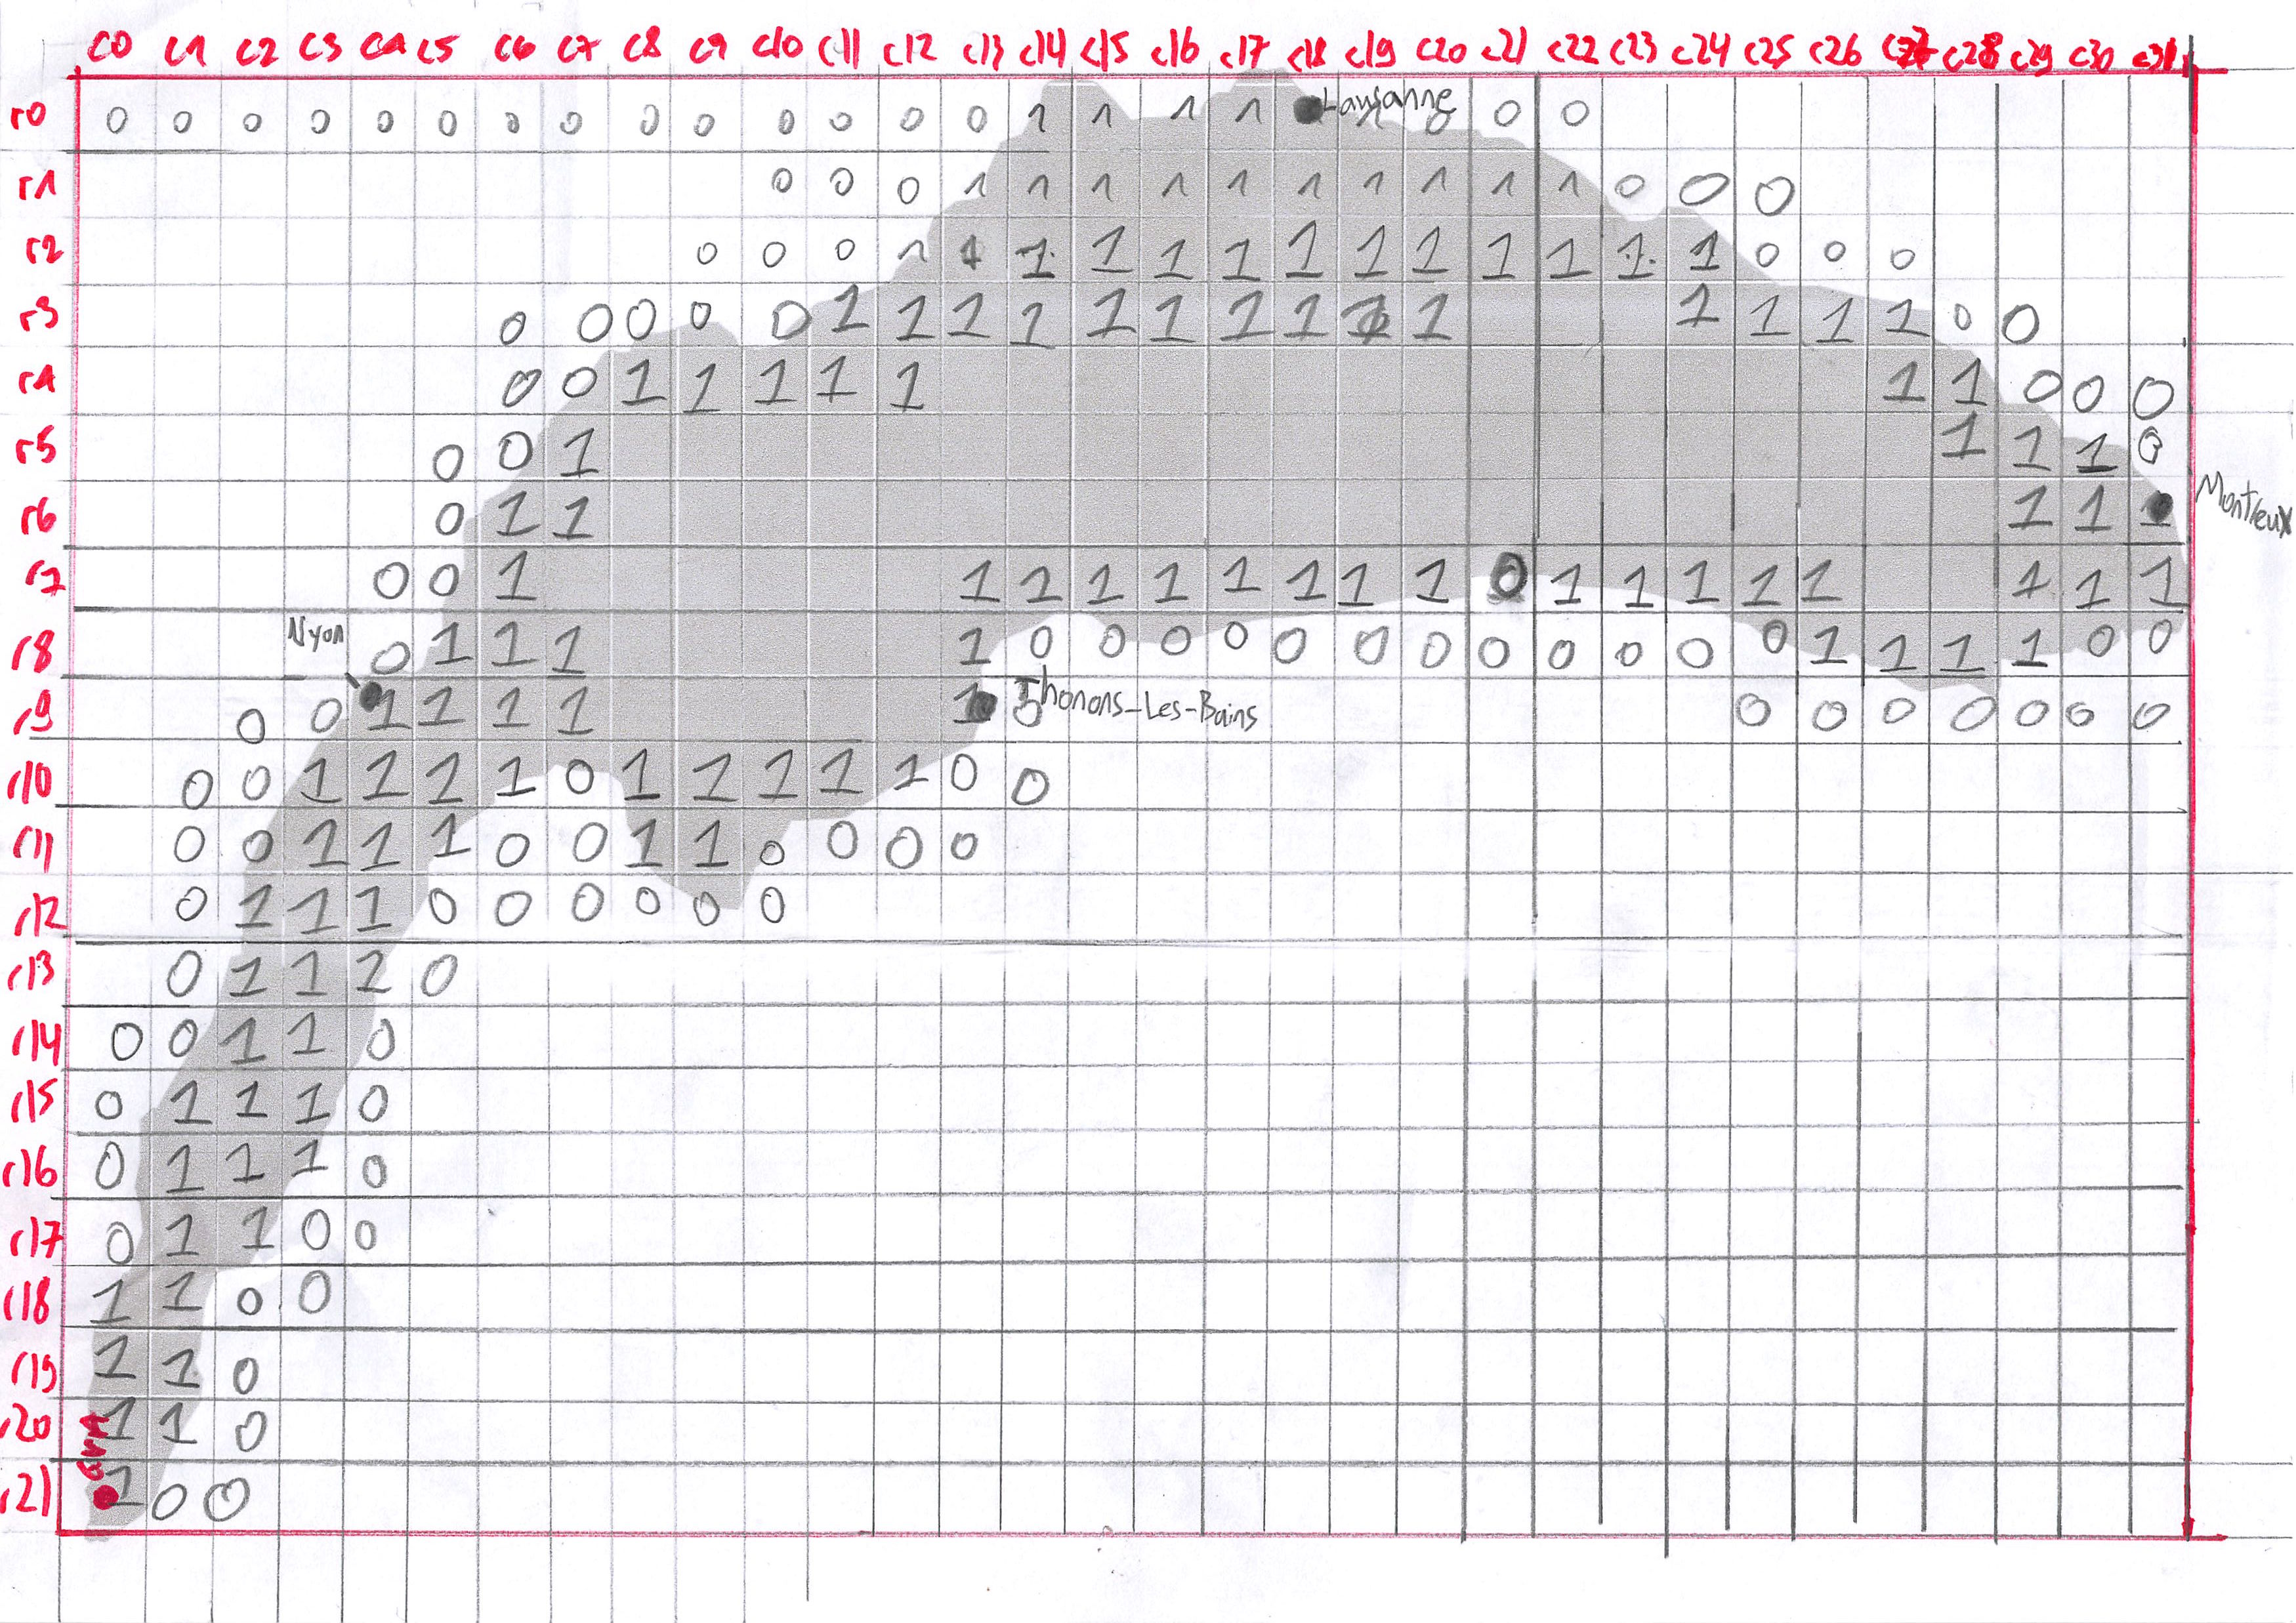 c0 c1 c2 c3 c4 c5 c6 c7 c8 c9 c10 c11 c12 c13 c14 c15 c16 c17 c18 c19 c20 c21 c22 c23 c24 c25 c26 c27 c28 c29 c30 c31
r0 0 0 0 0 0 0 0 0 0 0 0 0 0 0 1 1 1 1 Lausanne 0 0
r1 0 0 0 1 1 1 1 1 1 1 1 1 1 0 0 0
r2 0 0 0 1 1 1 1 1 1 1 1 1 1 1 1 1 0 0 0
r3 0 0 0 0 0 1 1 1 1 1 1 1 1 1 1 1 1 1 0 0
r4 0 0 1 1 1 1 1 1 1 0 0 0
r5 0 0 1 1 1 1 0
r6 0 1 1 1 1 1 Montreux
r7 0 0 1 1 1 1 1 1 1 1 1 0 1 1 1 1 1 1 1 1
r8 Nyon 0 1 1 1 1 0 0 0 0 0 0 0 0 0 0 0 0 1 1 1 1 0 0
r9 0 0 1 1 1 1 1 Thonons-Les-Bains 0 0 0 0 0 0 0
r10 0 0 1 1 1 1 0 1 1 1 1 1 0 0
r11 0 0 1 1 1 0 0 1 1 0 0 0 0
r12 0 1 1 1 0 0 0 0 0 0
r13 0 1 1 1 0
r14 0 0 1 1 0
r15 0 1 1 1 0
r16 0 1 1 1 0
r17 0 1 1 0 0
r18 1 1 0 0
r19 1 1 0
r20 1 1 0
r21 1 0 0